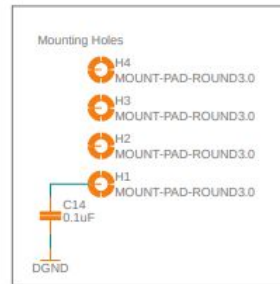 Mounting Holes
H4
MOUNT-PAD-ROUND3.0
H3
MOUNT-PAD-ROUND3.0
H2
MOUNT-PAD-ROUND3.0
H1
MOUNT-PAD-ROUND3.0
C14
0.1uF
DGND